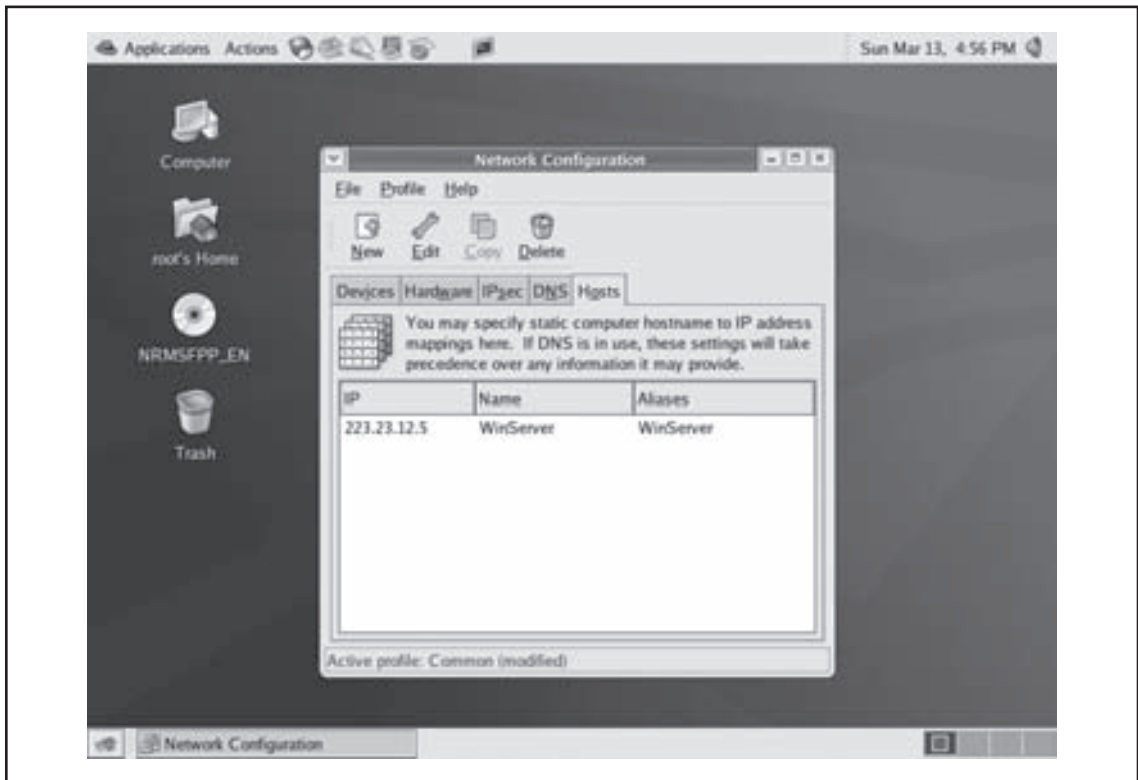 Applications Actions Sun Mar 13, 4:56 PM
Computer
root's Home
NRMSFPP_EN
Trash
Network Configuration
File Profile Help
New Edit Copy Delete
Devices Hardware IPsec DNS Hosts
You may specify static computer hostname to IP address
mappings here. If DNS is in use, these settings will take
precedence over any information it may provide.
IP Name Aliases
223.23.12.5 WinServer WinServer
Active profile: Common (modified)
Network Configuration